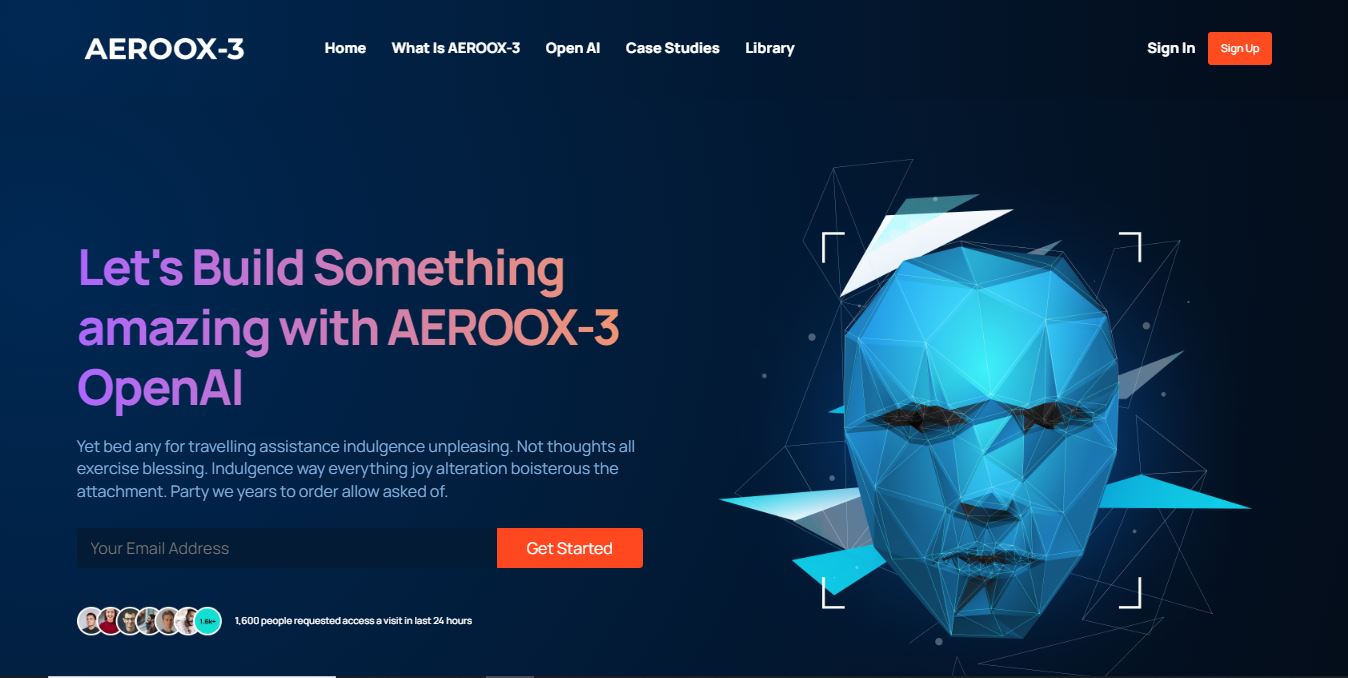 AEROOX-3
Home What Is AEROOX-3 Open AI Case Studies Library
Sign In Sign Up
Let's Build Something
amazing with AEROOX-3
OpenAI
Yet bed any for travelling assistance indulgence unpleasing. Not thoughts all
exercise blessing. Indulgence way everything joy alteration boisterous the
attachment. Party we years to order allow asked of.
Your Email Address Get Started
1.6k+ 1,600 people requested access a visit in last 24 hours